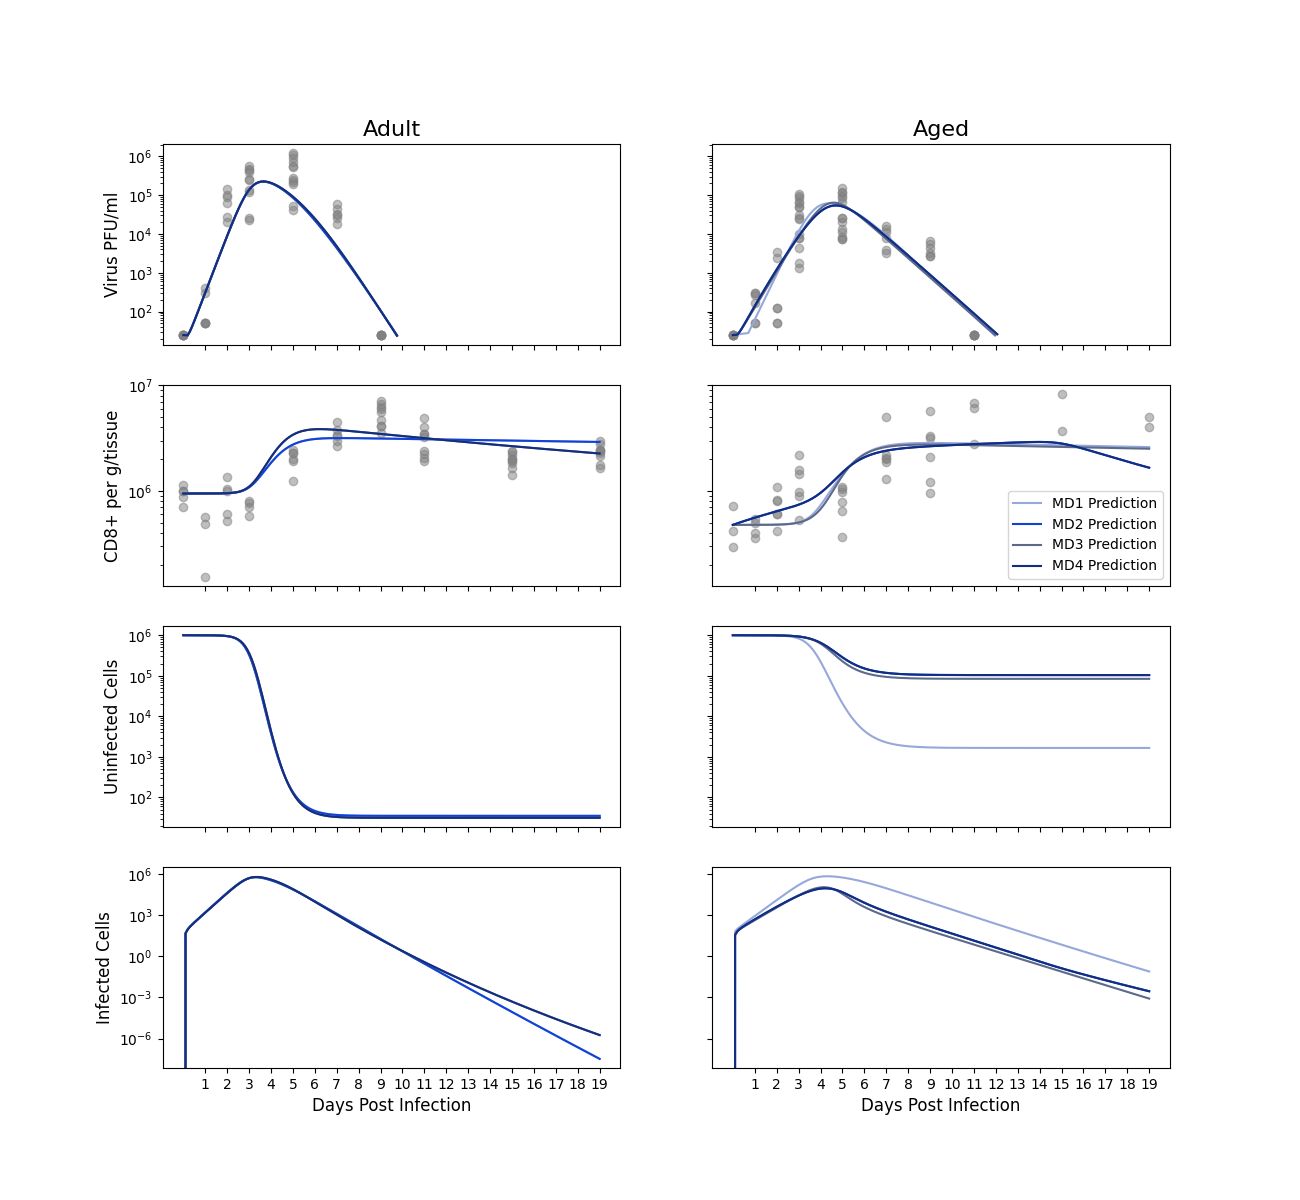 Adult
Aged
Virus PFU/ml
10^6
10^5
10^4
10^3
10^2
CD8+ per g/tissue
10^7
10^6
MD1 Prediction
MD2 Prediction
MD3 Prediction
MD4 Prediction
Uninfected Cells
10^6
10^5
10^4
10^3
10^2
Infected Cells
10^6
10^3
10^0
10^−3
10^−6
1 2 3 4 5 6 7 8 9 10 11 12 13 14 15 16 17 18 19
Days Post Infection
1 2 3 4 5 6 7 8 9 10 11 12 13 14 15 16 17 18 19
Days Post Infection